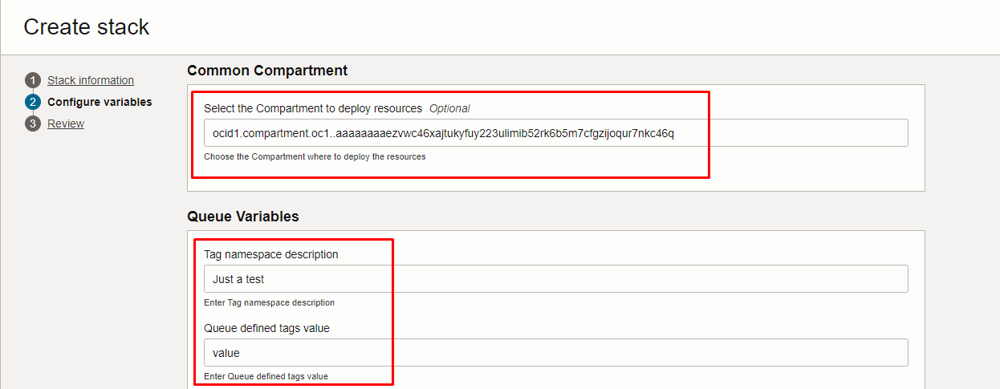 Create stack
1 Stack information
2 Configure variables
3 Review
Common Compartment
Select the Compartment to deploy resources Optional
ocid1.compartment.oc1..aaaaaaaaezvwc46xajtukyfuy223ulimib52rk6b5m7cfgzijoqur7nkc46q
Choose the Compartment where to deploy the resources
Queue Variables
Tag namespace description
Just a test
Enter Tag namespace description
Queue defined tags value
value
Enter Queue defined tags value